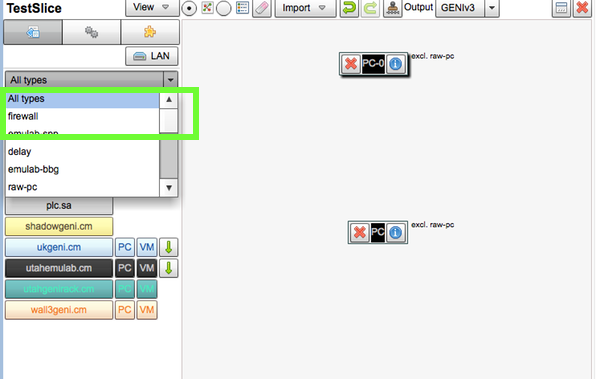 TestSlice
View
Import
Output
GENIv3
LAN
All types
All types
firewall
emulab-spp
delay
emulab-bbg
raw-pc
plc.sa
shadowgeni.cm
ukgeni.cm PC VM
utahemulab.cm PC VM
utahgenirack.cm PC VM
wall3geni.cm PC VM
PC-0
excl. raw-pc
PC
excl. raw-pc